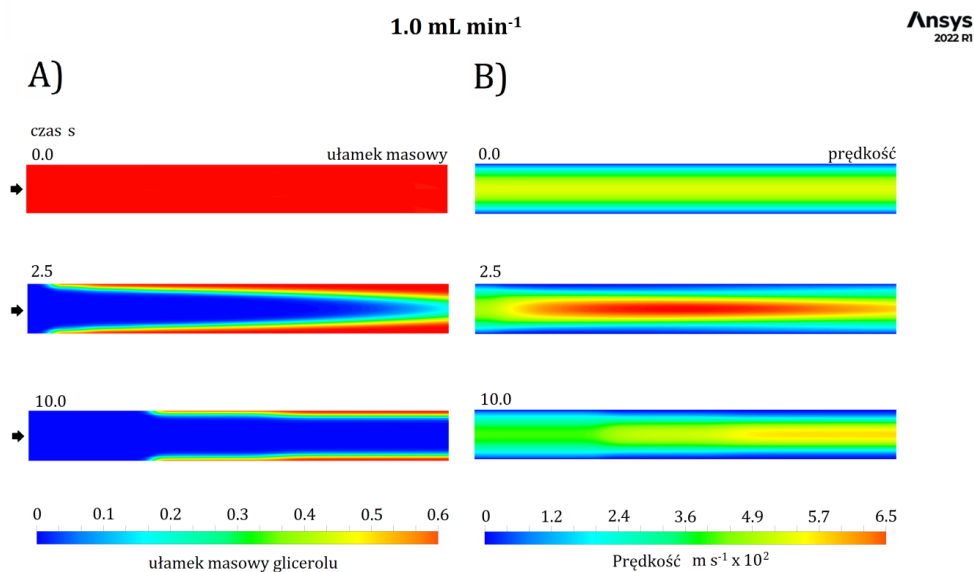 1.0 mL min⁻¹
Ansys
2022 R1
A)
B)
czas s
0.0
ułamek masowy
0.0
prędkość
2.5
2.5
10.0
10.0
0 0.1 0.2 0.3 0.4 0.5 0.6
ułamek masowy glicerolu
0 1.2 2.4 3.6 4.9 5.7 6.5
Prędkość m s⁻¹ x 10²